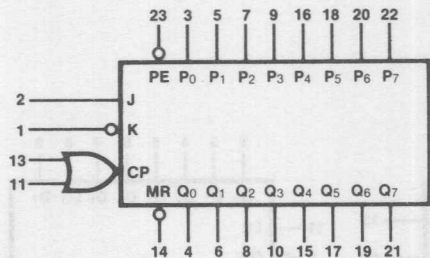 23 3 5 7 9 16 18 20 22
PE P0 P1 P2 P3 P4 P5 P6 P7
2 J
1 K
13
CP
11
MR Q0 Q1 Q2 Q3 Q4 Q5 Q6 Q7
14 4 6 8 10 15 17 19 21